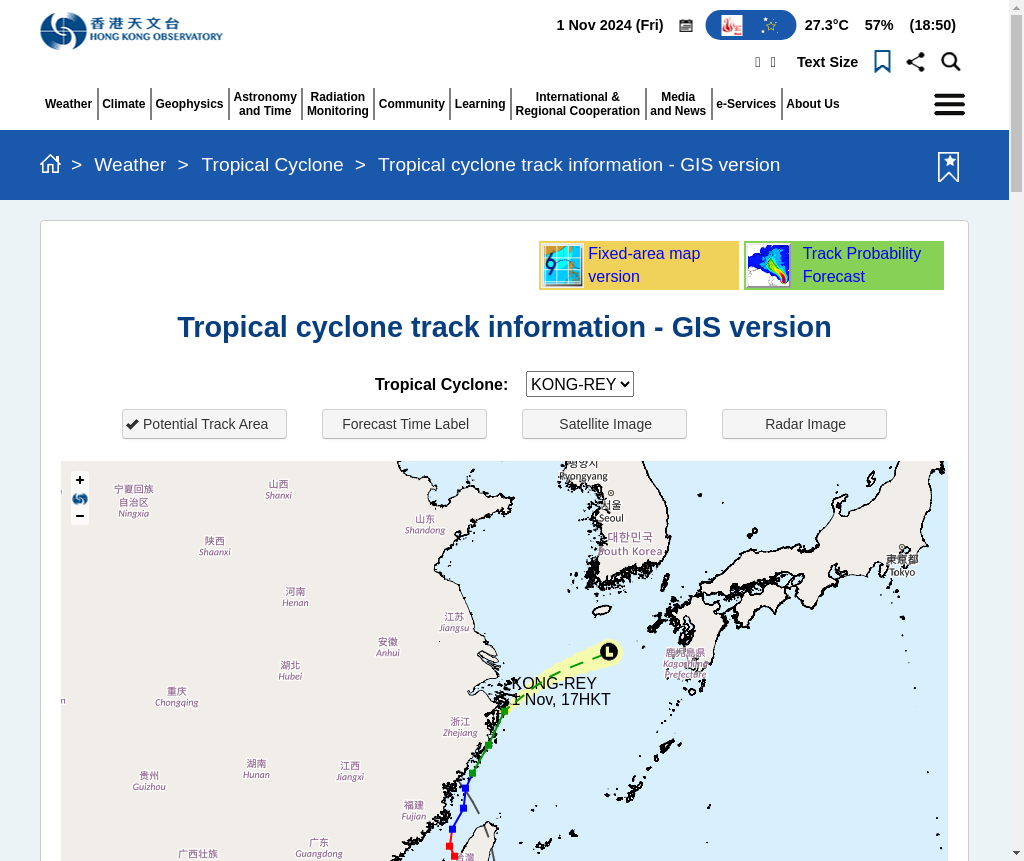 香港天文台
HONG KONG OBSERVATORY
1 Nov 2024 (Fri)
27.3°C 57% (18:50)
Text Size
Weather
Climate
Geophysics
Astronomy
and Time
Radiation
Monitoring
Community
Learning
International &
Regional Cooperation
Media
and News
e-Services
About Us
> Weather > Tropical Cyclone > Tropical cyclone track information - GIS version
Fixed-area map
version
Track Probability
Forecast
Tropical cyclone track information - GIS version
Tropical Cyclone: KONG-REY
Potential Track Area
Forecast Time Label
Satellite Image
Radar Image
+
−
宁夏回族
自治区
Ningxia
山西
Shanxi
평양시
Pyongyang
서울
Seoul
대한민국
South Korea
山东
Shandong
陕西
Shaanxi
東京都
Tokyo
河南
Henan
江苏
Jiangsu
安徽
Anhui
鹿児島県
Kagoshima
Prefecture
湖北
Hubei
L
KONG-REY
1 Nov, 17HKT
重庆
Chongqing
浙江
Zhejiang
湖南
Hunan
江西
Jiangxi
贵州
Guizhou
福建
Fujian
广东
Guangdong
广西壮族
台灣